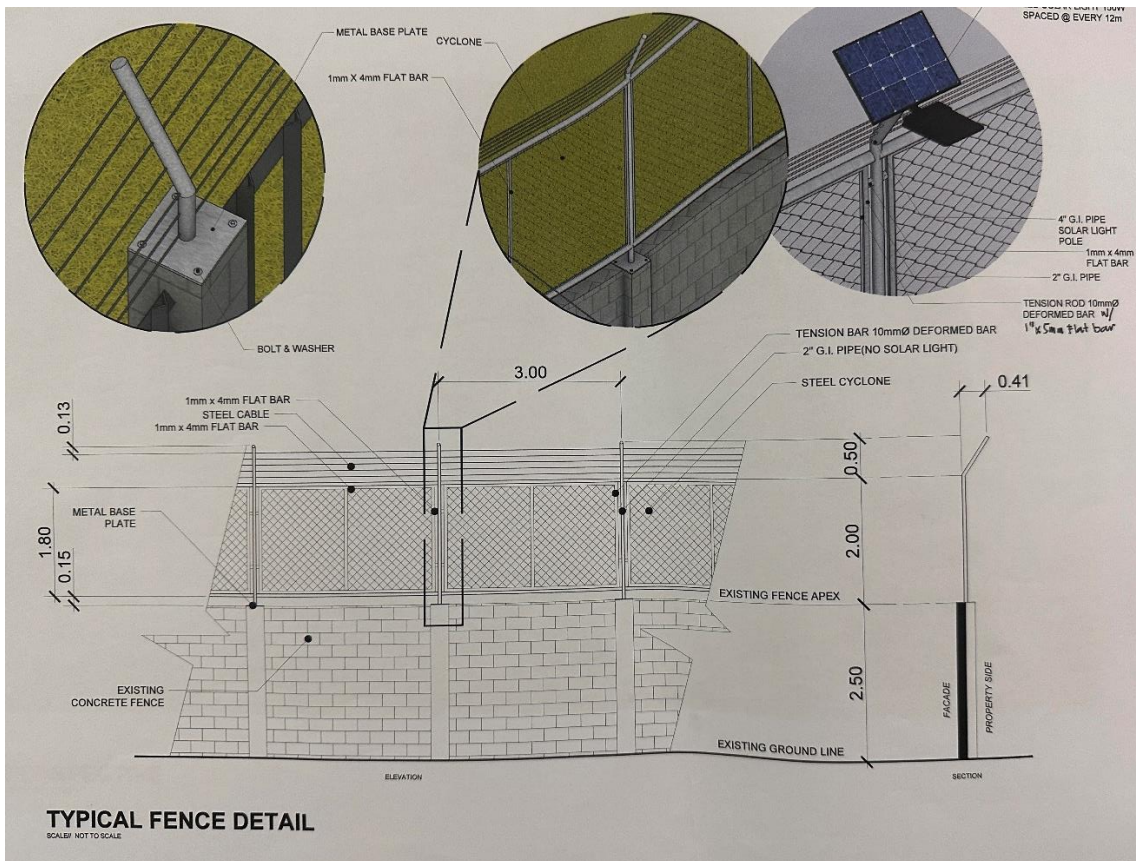 METAL BASE PLATE
CYCLONE
1mm X 4mm FLAT BAR
SPACED @ EVERY 12m
4" G.I. PIPE
SOLAR LIGHT
POLE
1mm x 4mm
FLAT BAR
2" G.I. PIPE
TENSION ROD 10mmØ
DEFORMED BAR w/
1"x5mm Flat bar
BOLT & WASHER
TENSION BAR 10mmØ DEFORMED BAR
2" G.I. PIPE(NO SOLAR LIGHT)
STEEL CYCLONE
3.00
0.41
1mm x 4mm FLAT BAR
STEEL CABLE
1mm x 4mm FLAT BAR
0.13
0.50
METAL BASE
PLATE
1.80
0.15
2.00
EXISTING FENCE APEX
EXISTING
CONCRETE FENCE
2.50
FACADE
PROPERTY SIDE
EXISTING GROUND LINE
ELEVATION
SECTION
TYPICAL FENCE DETAIL
SCALE// NOT TO SCALE